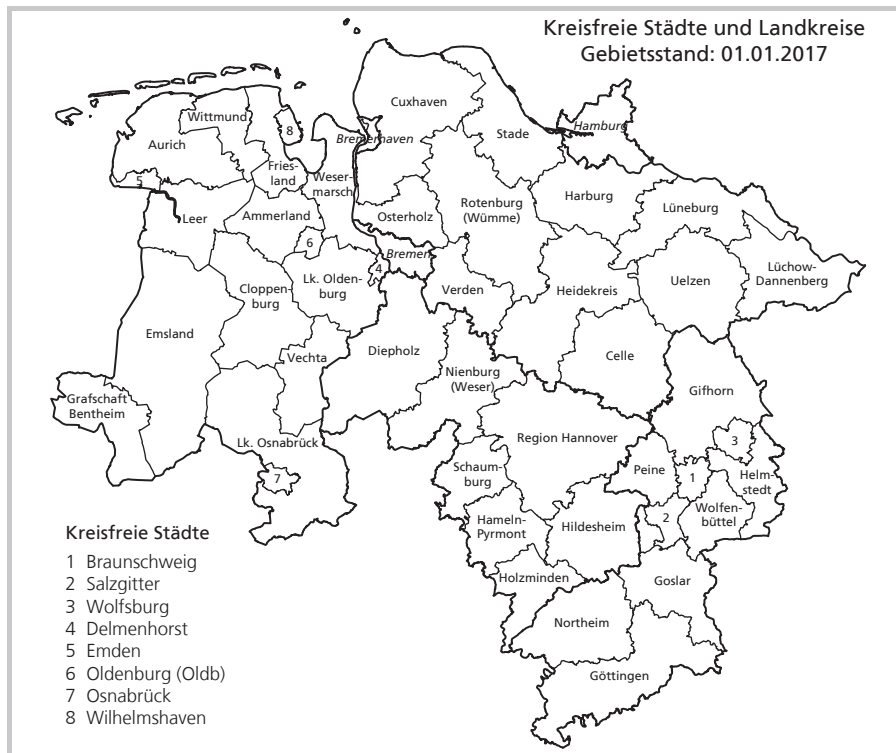 Kreisfreie Städte und Landkreise
Gebietsstand: 01.01.2017
Cuxhaven
Wittmund
8
Stade
Hamburg
Aurich
Bremerhaven
Fries-
land
Weser-
marsch
5
Harburg
Rotenburg
(Wümme)
Lüneburg
Leer
Ammerland
Osterholz
6
Bremen
4
Lk. Oldenburg
Lüchow-
Dannenberg
Uelzen
Verden
Heidekreis
Cloppen-
burg
Emsland
Vechta
Diepholz
Celle
Nienburg
(Weser)
Gifhorn
Grafschaft
Bentheim
Lk. Osnabrück
Region Hannover
3
7
Schaum-
burg
Peine
1
Helm-
stedt
Wolfen-
büttel
2
Hameln-
Pyrmont
Hildesheim
Holzminden
Goslar
Northeim
Göttingen
Kreisfreie Städte
1 Braunschweig
2 Salzgitter
3 Wolfsburg
4 Delmenhorst
5 Emden
6 Oldenburg (Oldb)
7 Osnabrück
8 Wilhelmshaven